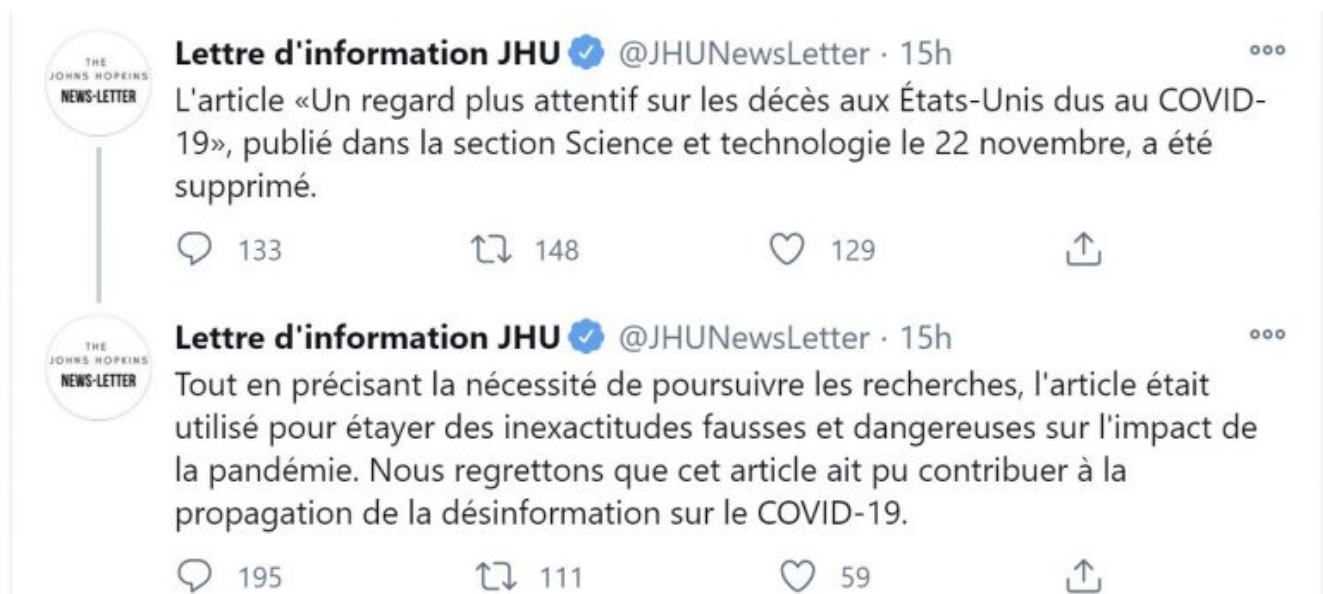 THE
JOHNS HOPKINS
NEWS-LETTER
Lettre d'information JHU @JHUNewsLetter · 15h
L'article «Un regard plus attentif sur les décès aux États-Unis dus au COVID-
19», publié dans la section Science et technologie le 22 novembre, a été
supprimé.
133 148 129
THE
JOHNS HOPKINS
NEWS-LETTER
Lettre d'information JHU @JHUNewsLetter · 15h
Tout en précisant la nécessité de poursuivre les recherches, l'article était
utilisé pour étayer des inexactitudes fausses et dangereuses sur l'impact de
la pandémie. Nous regrettons que cet article ait pu contribuer à la
propagation de la désinformation sur le COVID-19.
195 111 59